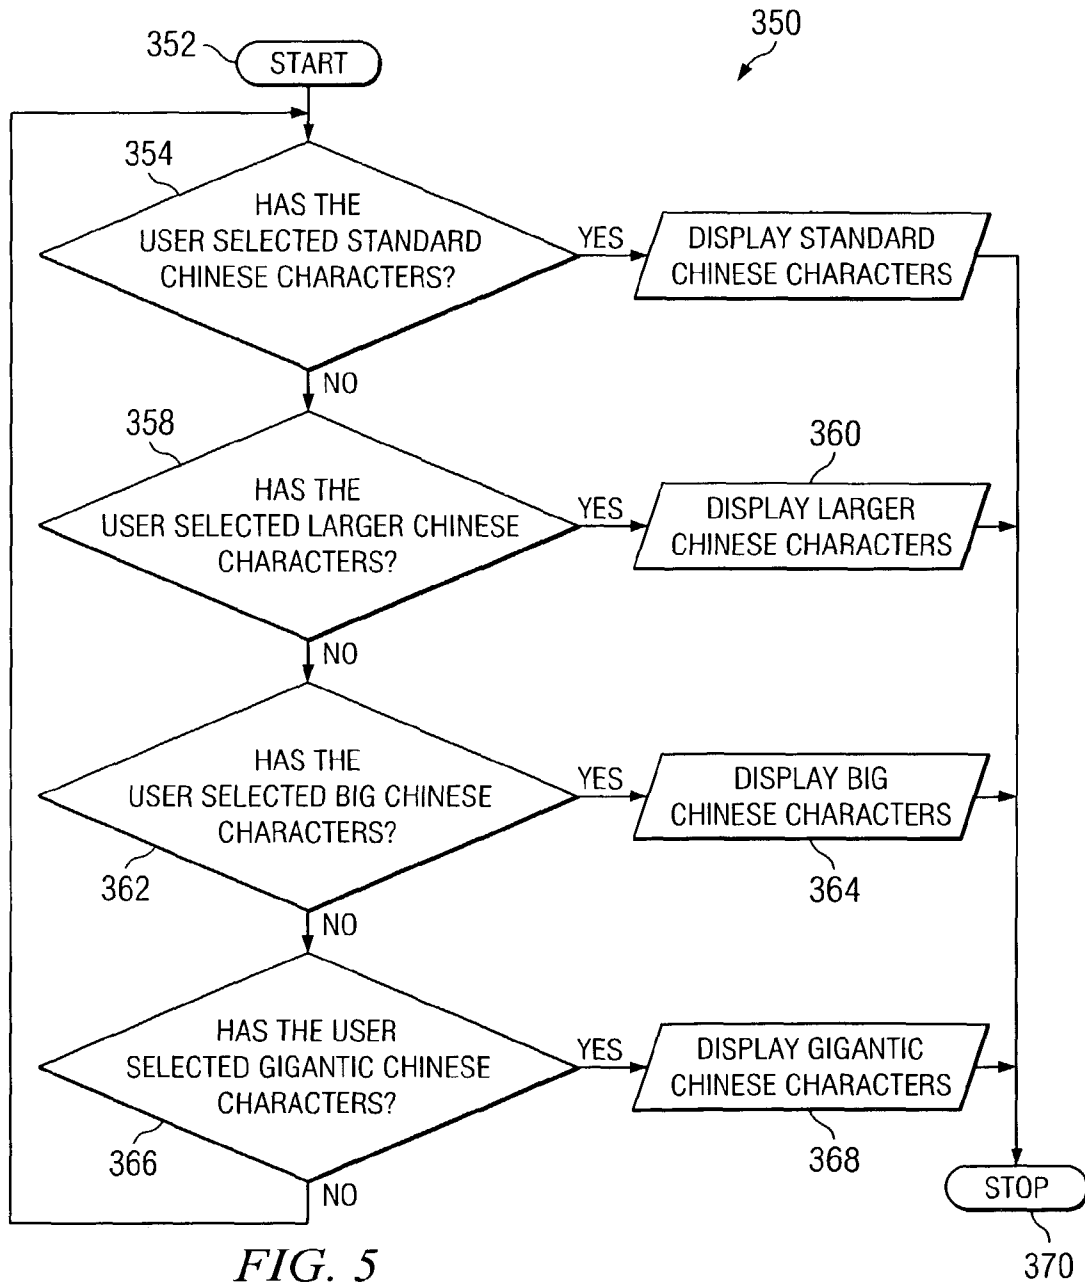 350
352
START
354
HAS THE
USER SELECTED STANDARD
CHINESE CHARACTERS?
YES
DISPLAY STANDARD
CHINESE CHARACTERS
NO
358
HAS THE
USER SELECTED LARGER CHINESE
CHARACTERS?
YES
360
DISPLAY LARGER
CHINESE CHARACTERS
NO
HAS THE
USER SELECTED BIG CHINESE
CHARACTERS?
362
YES
DISPLAY BIG
CHINESE CHARACTERS
364
NO
HAS THE USER
SELECTED GIGANTIC CHINESE
CHARACTERS?
366
YES
DISPLAY GIGANTIC
CHINESE CHARACTERS
368
NO
STOP
370
FIG. 5